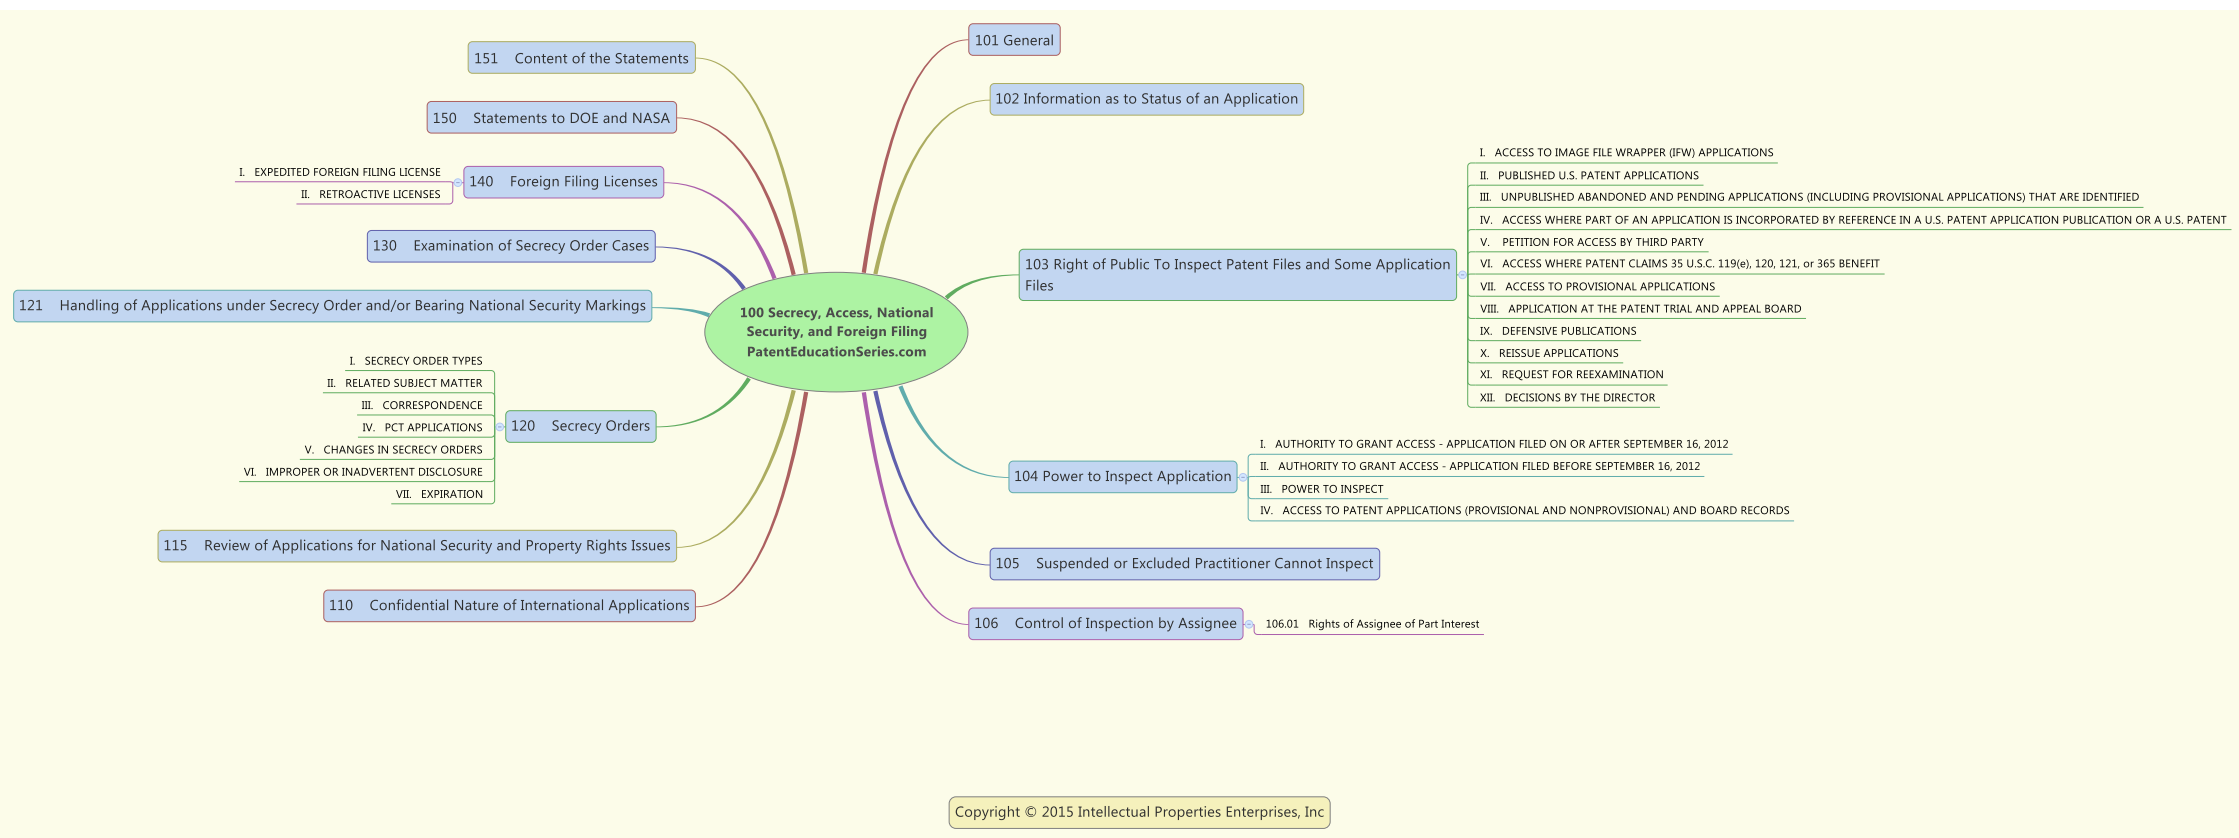 100 Secrecy, Access, National
Security, and Foreign Filing
PatentEducationSeries.com
101 General
102 Information as to Status of an Application
103 Right of Public To Inspect Patent Files and Some Application
Files
I. ACCESS TO IMAGE FILE WRAPPER (IFW) APPLICATIONS
II. PUBLISHED U.S. PATENT APPLICATIONS
III. UNPUBLISHED ABANDONED AND PENDING APPLICATIONS (INCLUDING PROVISIONAL APPLICATIONS) THAT ARE IDENTIFIED
IV. ACCESS WHERE PART OF AN APPLICATION IS INCORPORATED BY REFERENCE IN A U.S. PATENT APPLICATION PUBLICATION OR A U.S. PATENT
V. PETITION FOR ACCESS BY THIRD PARTY
VI. ACCESS WHERE PATENT CLAIMS 35 U.S.C. 119(e), 120, 121, or 365 BENEFIT
VII. ACCESS TO PROVISIONAL APPLICATIONS
VIII. APPLICATION AT THE PATENT TRIAL AND APPEAL BOARD
IX. DEFENSIVE PUBLICATIONS
X. REISSUE APPLICATIONS
XI. REQUEST FOR REEXAMINATION
XII. DECISIONS BY THE DIRECTOR
104 Power to Inspect Application
I. AUTHORITY TO GRANT ACCESS - APPLICATION FILED ON OR AFTER SEPTEMBER 16, 2012
II. AUTHORITY TO GRANT ACCESS - APPLICATION FILED BEFORE SEPTEMBER 16, 2012
III. POWER TO INSPECT
IV. ACCESS TO PATENT APPLICATIONS (PROVISIONAL AND NONPROVISIONAL) AND BOARD RECORDS
105 Suspended or Excluded Practitioner Cannot Inspect
106 Control of Inspection by Assignee
106.01 Rights of Assignee of Part Interest
110 Confidential Nature of International Applications
115 Review of Applications for National Security and Property Rights Issues
120 Secrecy Orders
I. SECRECY ORDER TYPES
II. RELATED SUBJECT MATTER
III. CORRESPONDENCE
IV. PCT APPLICATIONS
V. CHANGES IN SECRECY ORDERS
VI. IMPROPER OR INADVERTENT DISCLOSURE
VII. EXPIRATION
121 Handling of Applications under Secrecy Order and/or Bearing National Security Markings
130 Examination of Secrecy Order Cases
140 Foreign Filing Licenses
I. EXPEDITED FOREIGN FILING LICENSE
II. RETROACTIVE LICENSES
150 Statements to DOE and NASA
151 Content of the Statements
Copyright © 2015 Intellectual Properties Enterprises, Inc